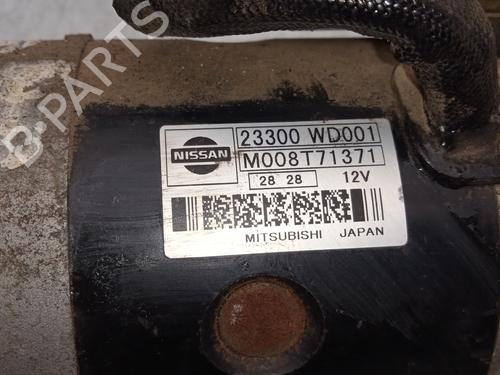 B-PARTS
NISSAN
23300 WD001
M008T71371
28 28 12V
MITSUBISHI JAPAN